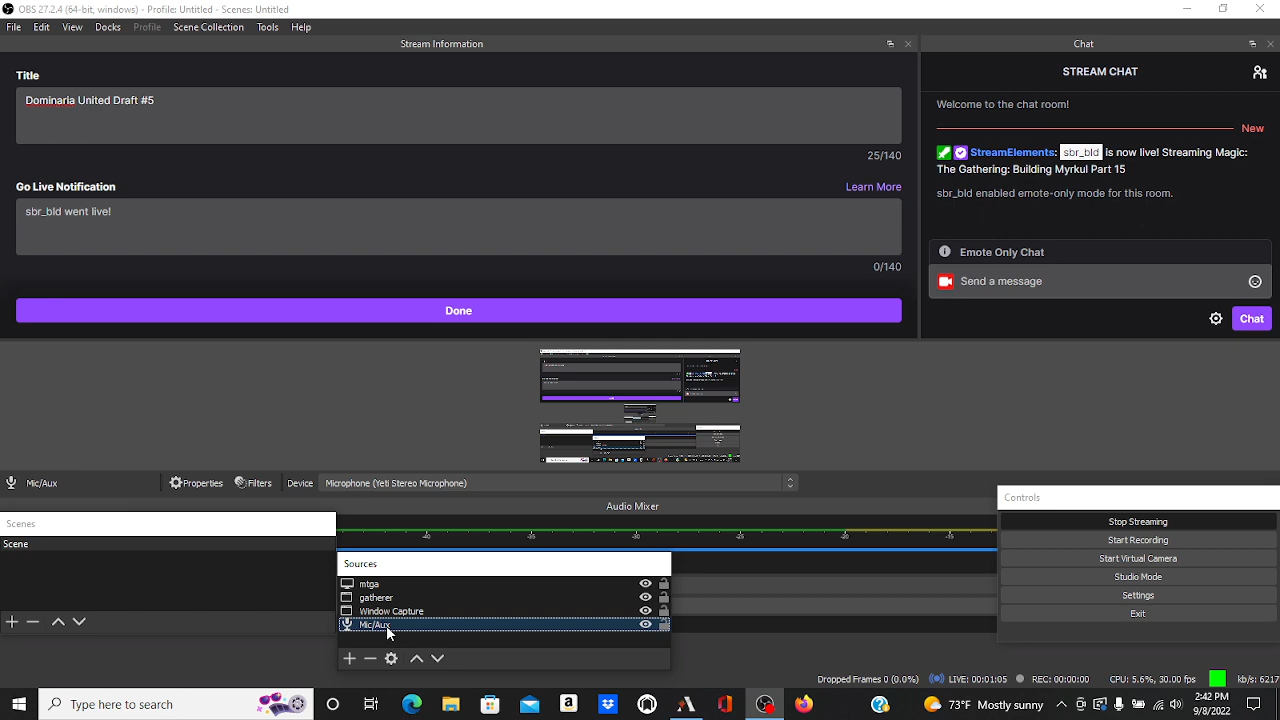 OBS 27.2.4 (64-bit, windows) - Profile: Untitled - Scenes: Untitled
File Edit View Docks Profile Scene Collection Tools Help
Stream Information
Chat
Title
Dominaria United Draft #5
25/140
Go Live Notification
Learn More
sbr_bld went live!
0/140
Done
STREAM CHAT
Welcome to the chat room!
New
StreamElements: sbr_bld is now live! Streaming Magic:
The Gathering: Building Myrkul Part 15
sbr_bld enabled emote-only mode for this room.
Emote Only Chat
Send a message
Chat
Mic/Aux Properties Filters Device Microphone (Yeti Stereo Microphone)
Audio Mixer
-40 -35 -30 -25 -20 -15
Scenes
Scene
Sources
mtga
gatherer
Window Capture
Mic/Aux
Controls
Stop Streaming
Start Recording
Start Virtual Camera
Studio Mode
Settings
Exit
Dropped Frames 0 (0.0%) LIVE: 00:01:05 REC: 00:00:00 CPU: 5.6%, 30.00 fps kb/s: 6217
Type here to search
73°F Mostly sunny
2:42 PM
9/8/2022